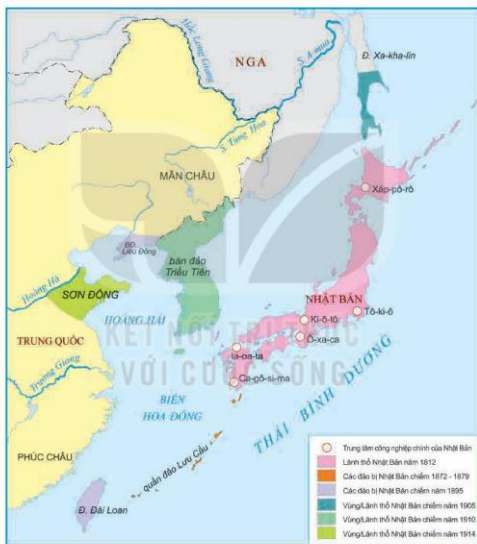 Hắc Long Giang
NGA
S. A-mua
Đ. Xa-kha-lin
S. Tùng Hoa
MÃN CHÂU
Xáp-pô-rô
BĐ.
Liêu Đông
bán đảo
Triều Tiên
Hoàng Hà
SƠN ĐÔNG
NHẬT BẢN
Tô-ki-ô
HOÀNG HẢI
Ki-ô-tô
TRUNG QUỐC
KẾT NỐI TRI THỨC
Ô-xa-ca
Ia-oa-ta
VỚI CUỘC SỐNG
Trường Giang
Ca-gô-si-ma
BIỂN
HOA ĐÔNG
THÁI BÌNH DƯƠNG
PHÚC CHÂU
quần đảo Lưu Cầu
Đ. Đài Loan
Trung tâm công nghiệp chính của Nhật Bản
Lãnh thổ Nhật Bản năm 1812
Các đảo bị Nhật Bản chiếm 1872 - 1879
Các đảo bị Nhật Bản chiếm năm 1895
Vùng/Lãnh thổ Nhật Bản chiếm năm 1905
Vùng/Lãnh thổ Nhật Bản chiếm năm 1910
Vùng/Lãnh thổ Nhật Bản chiếm năm 1914